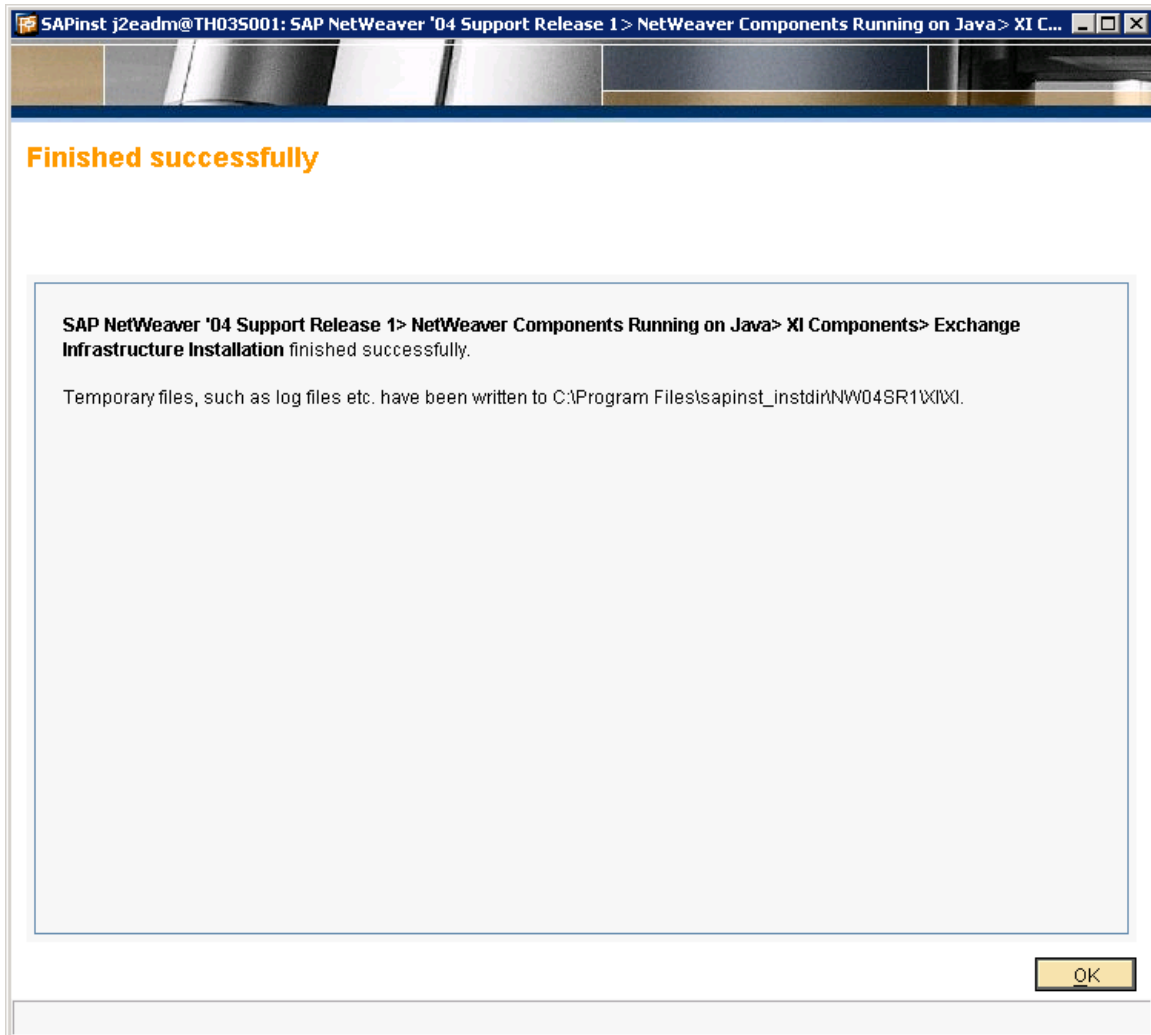 SAPinst j2eadm@TH03S001: SAP NetWeaver '04 Support Release 1> NetWeaver Components Running on Java> XI C...
Finished successfully
SAP NetWeaver '04 Support Release 1> NetWeaver Components Running on Java> XI Components> Exchange
Infrastructure Installation finished successfully.
Temporary files, such as log files etc. have been written to C:\Program Files\sapinst_instdir\NW04SR1\XI\XI.
OK